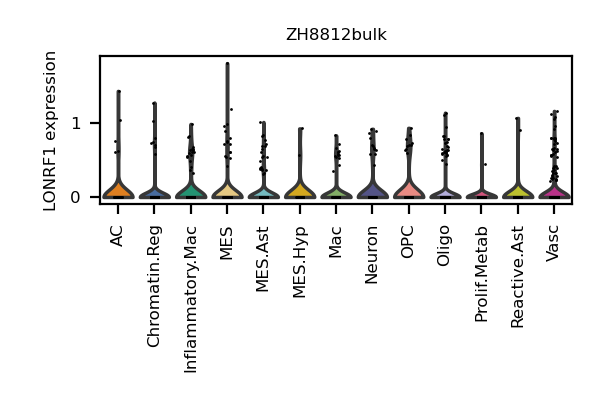 ZH8812bulk
LONRF1 expression
1
0
AC
Chromatin.Reg
Inflammatory.Mac
MES
MES.Ast
MES.Hyp
Mac
Neuron
OPC
Oligo
Prolif.Metab
Reactive.Ast
Vasc